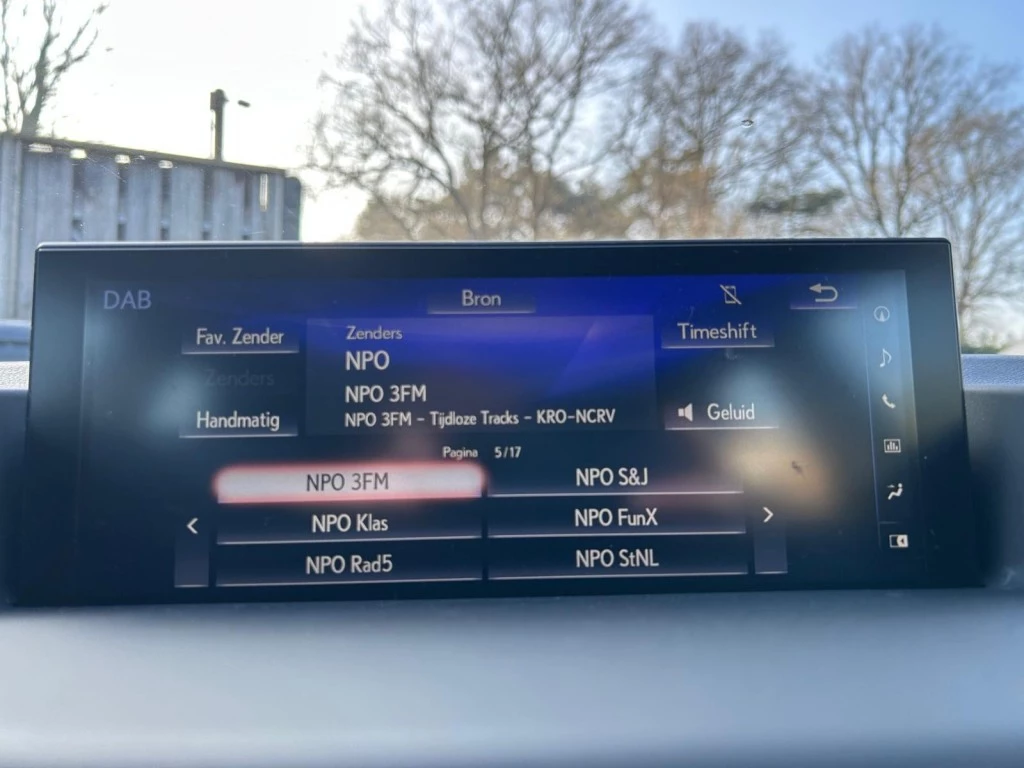 DAB
Bron
Fav. Zender
Zenders
Handmatig
Zenders
NPO
NPO 3FM
NPO 3FM - Tijdloze Tracks - KRO-NCRV
Timeshift
Geluid
Pagina 5/17
NPO 3FM
NPO S&J
NPO Klas
NPO FunX
NPO Rad5
NPO StNL